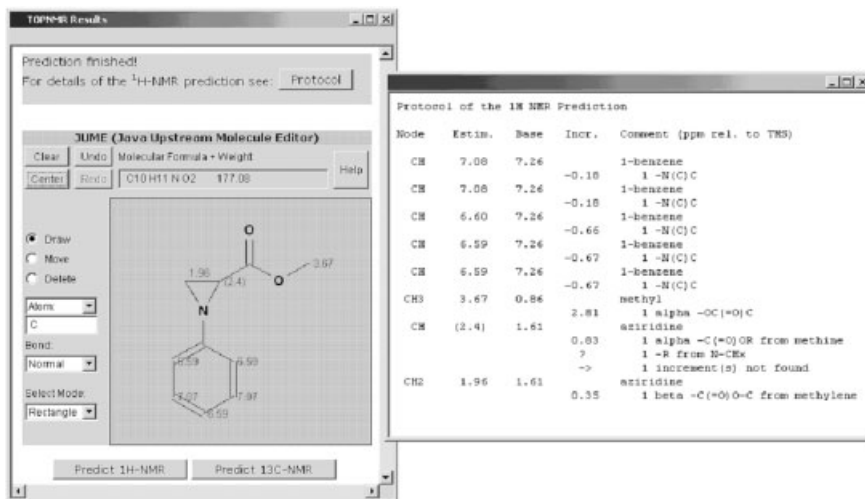 TOPNMR Results
Prediction finished!
For details of the ¹H-NMR prediction see: Protocol
JUME (Java Upstream Molecule Editor)
Clear Undo Molecular Formula + Weight
Center Redo C10 H11 N O2 177.08 Help
Draw
Move
Delete
Atom:
C
Bond:
Normal
Select Mode:
Rectangle
O
1.96
(2.4)
O
3.67
N
6.59 6.59
7.07 7.07
6.59
Predict 1H-NMR Predict 13C-NMR
Protocol of the 1H NMR Prediction
Node Estim. Base Incr. Comment (ppm rel. to TMS)
CH 7.08 7.26 1-benzene
-0.18 1 -N(C)C
CH 7.08 7.26 1-benzene
-0.18 1 -N(C)C
CH 6.60 7.26 1-benzene
-0.66 1 -N(C)C
CH 6.59 7.26 1-benzene
-0.67 1 -N(C)C
CH 6.59 7.26 1-benzene
-0.67 1 -N(C)C
CH3 3.67 0.86 methyl
2.81 1 alpha -OC(=O)C
CH (2.4) 1.61 aziridine
0.83 1 alpha -C(=O)OR from methine
? 1 -R from N-CHx
-> 1 increment(s) not found
CH2 1.96 1.61 aziridine
0.35 1 beta -C(=O)O-C from methylene